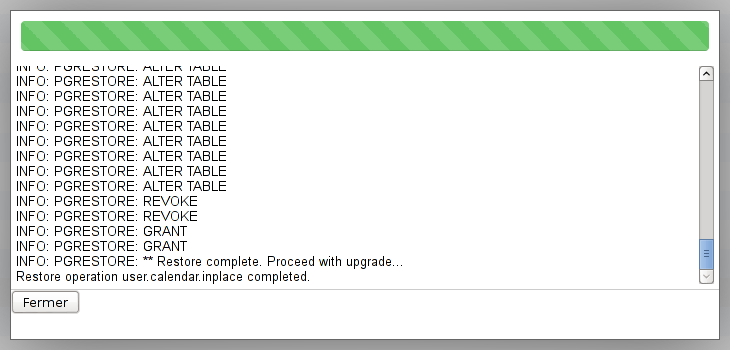 INFO: PGRESTORE: ALTER TABLE
INFO: PGRESTORE: ALTER TABLE
INFO: PGRESTORE: ALTER TABLE
INFO: PGRESTORE: ALTER TABLE
INFO: PGRESTORE: ALTER TABLE
INFO: PGRESTORE: ALTER TABLE
INFO: PGRESTORE: ALTER TABLE
INFO: PGRESTORE: ALTER TABLE
INFO: PGRESTORE: ALTER TABLE
INFO: PGRESTORE: REVOKE
INFO: PGRESTORE: REVOKE
INFO: PGRESTORE: GRANT
INFO: PGRESTORE: GRANT
INFO: PGRESTORE: ** Restore complete. Proceed with upgrade...
Restore operation user.calendar.inplace completed.
Fermer